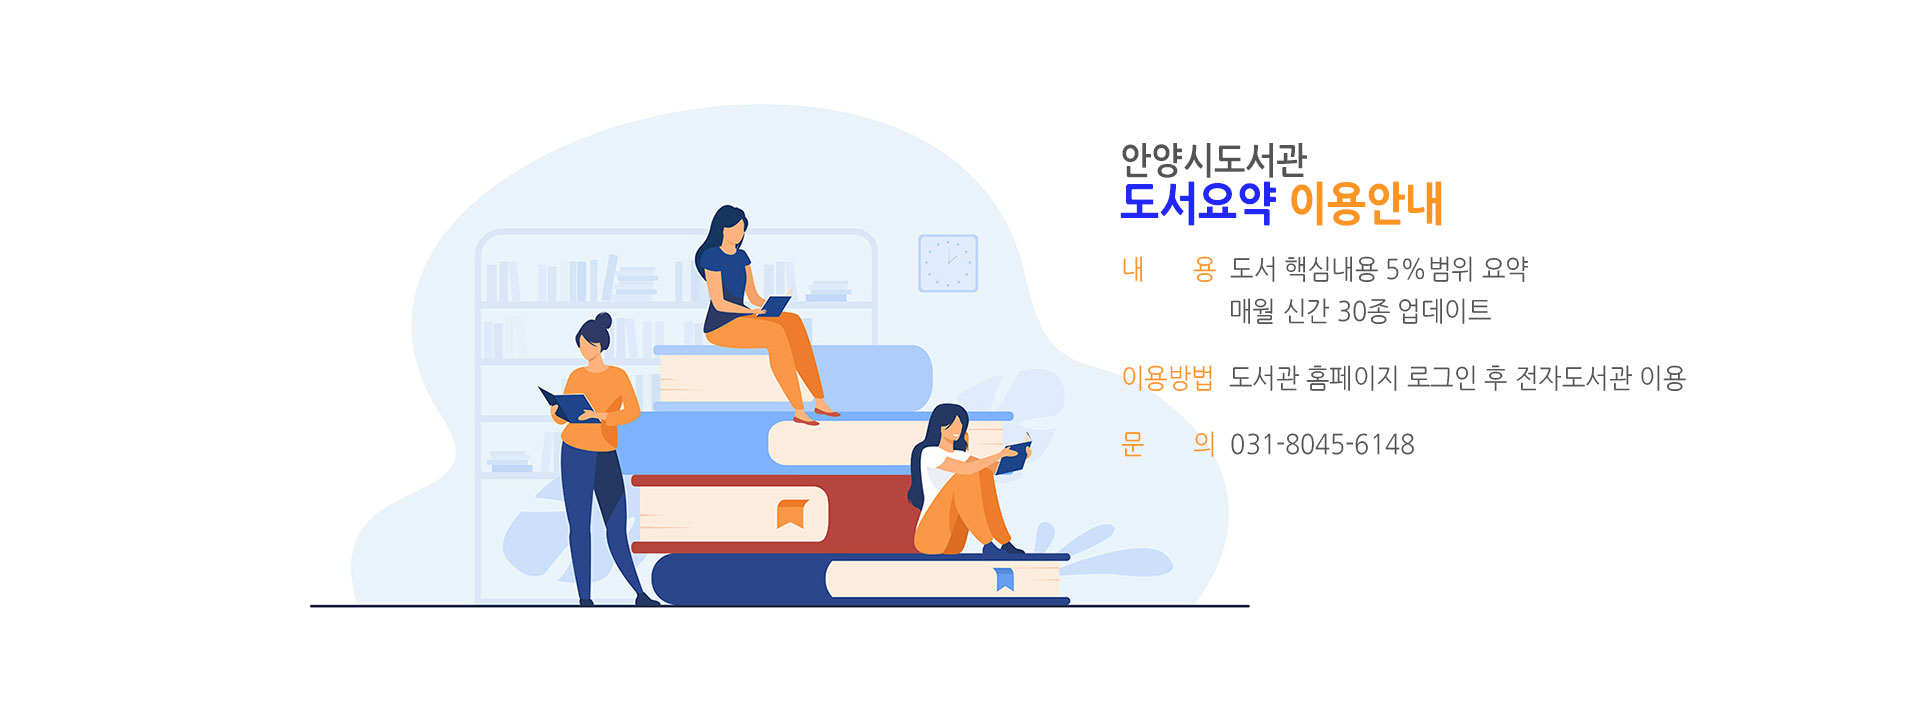 안양시도서관
도서요약 이용안내
내 용 도서 핵심내용 5% 범위 요약
매월 신간 30종 업데이트
이용방법 도서관 홈페이지 로그인 후 전자도서관 이용
문 의 031-8045-6148